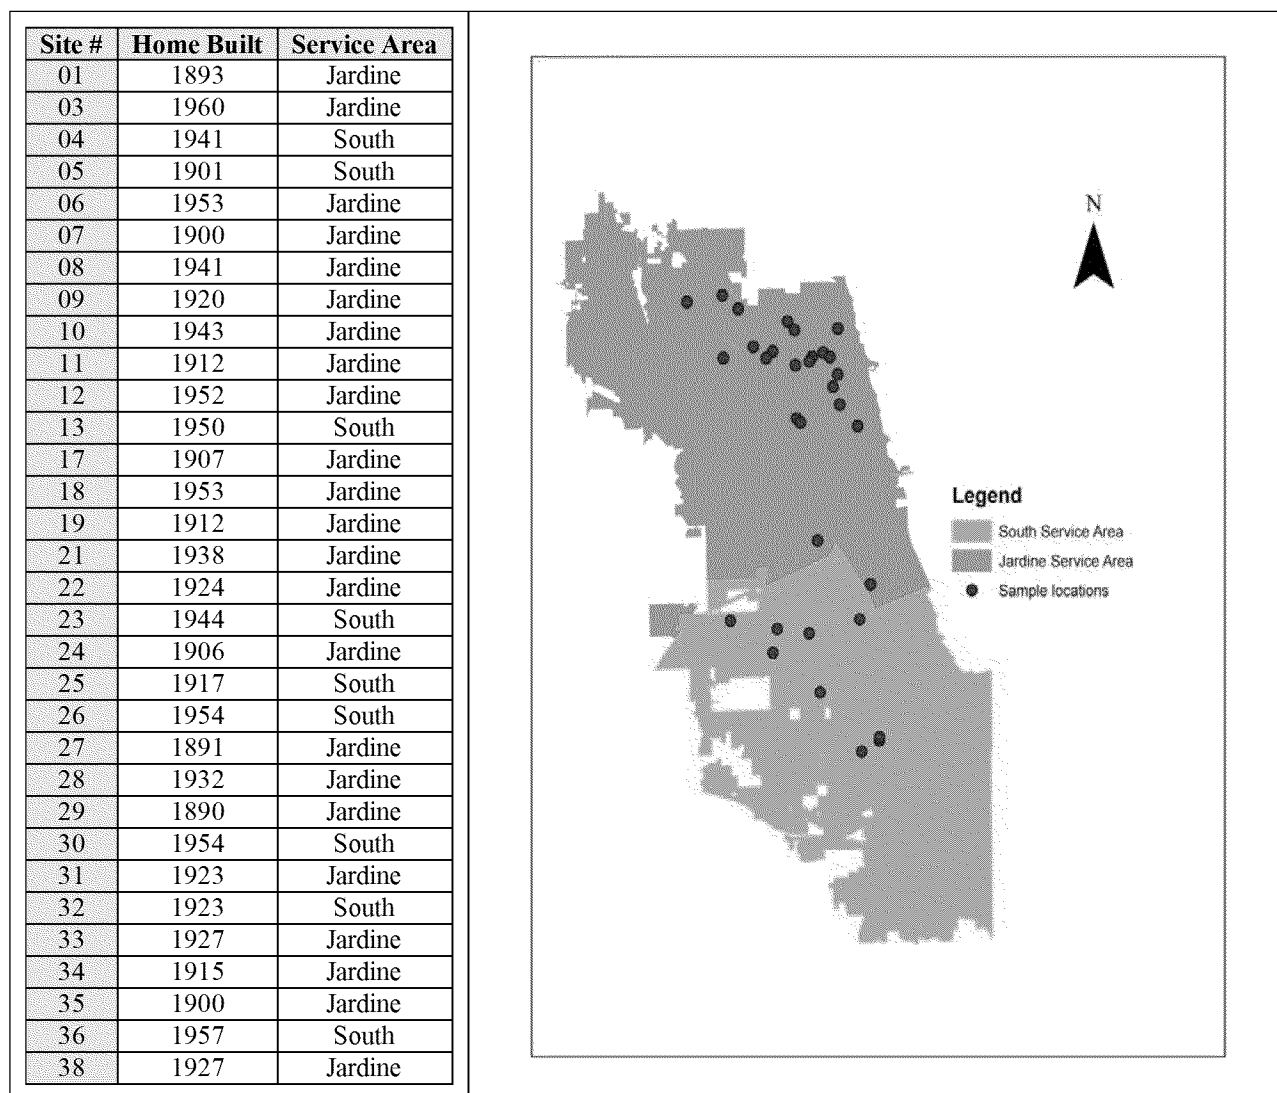 Site # Home Built Service Area
01 1893 Jardine
03 1960 Jardine
04 1941 South
05 1901 South
06 1953 Jardine
07 1900 Jardine
08 1941 Jardine
09 1920 Jardine
10 1943 Jardine
11 1912 Jardine
12 1952 Jardine
13 1950 South
17 1907 Jardine
18 1953 Jardine
19 1912 Jardine
21 1938 Jardine
22 1924 Jardine
23 1944 South
24 1906 Jardine
25 1917 South
26 1954 South
27 1891 Jardine
28 1932 Jardine
29 1890 Jardine
30 1954 South
31 1923 Jardine
32 1923 South
33 1927 Jardine
34 1915 Jardine
35 1900 Jardine
36 1957 South
38 1927 Jardine
N
Legend
South Service Area
Jardine Service Area
Sample locations